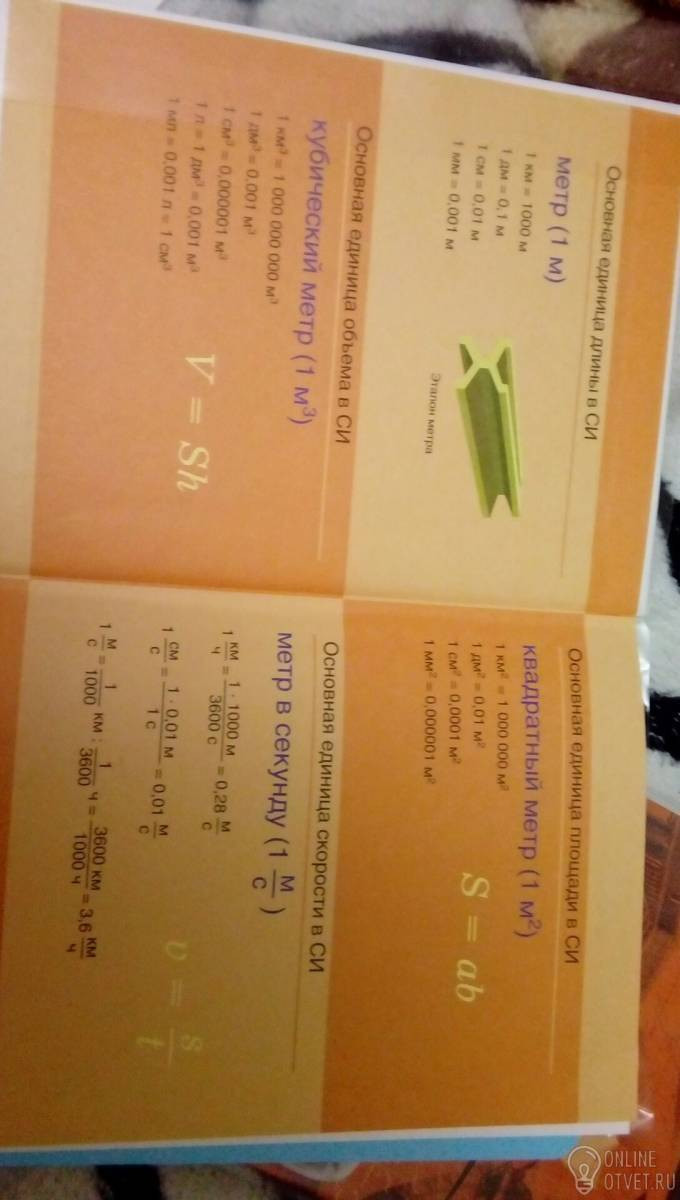 Основная единица длины в СИ
метр (1 м)
1 км = 1000 м
1 дм = 0,1 м
1 см = 0,01 м
1 мм = 0,001 м
Эталон метра
Основная единица площади в СИ
квадратный метр (1 м²)
1 км² = 1 000 000 м²
1 дм² = 0,01 м²
1 см² = 0,0001 м²
1 мм² = 0,000001 м²
S = ab
Основная единица объема в СИ
кубический метр (1 м³)
1 км³ = 1 000 000 000 м³
1 дм³ = 0,001 м³
1 см³ = 0,000001 м³
1 л = 1 дм³ = 0,001 м³
1 мл = 0,001 л = 1 см³
V = Sh
Основная единица скорости в СИ
метр в секунду (1 м/с)
1 км/ч = 1 · 1000 м/3600 с = 0,28 м/с
1 см/с = 1 · 0,01 м/1 с = 0,01 м/с
1 м/с = 1/1000 км : 1/3600 ч = 3600 км/1000 ч = 3,6 км/ч
v = s/t
ONLINE
OTVET.RU